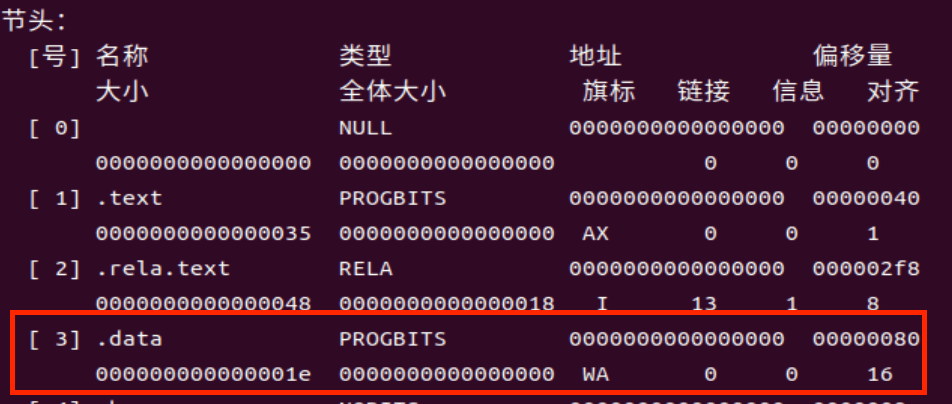 节头：
[号] 名称 类型 地址 偏移量
大小 全体大小 旗标 链接 信息 对齐
[ 0] NULL 0000000000000000 00000000
0000000000000000 0000000000000000 0 0 0
[ 1] .text PROGBITS 0000000000000000 00000040
0000000000000035 0000000000000000 AX 0 0 1
[ 2] .rela.text RELA 0000000000000000 000002f8
0000000000000048 0000000000000018 I 13 1 8
[ 3] .data PROGBITS 0000000000000000 00000080
000000000000001e 0000000000000000 WA 0 0 16